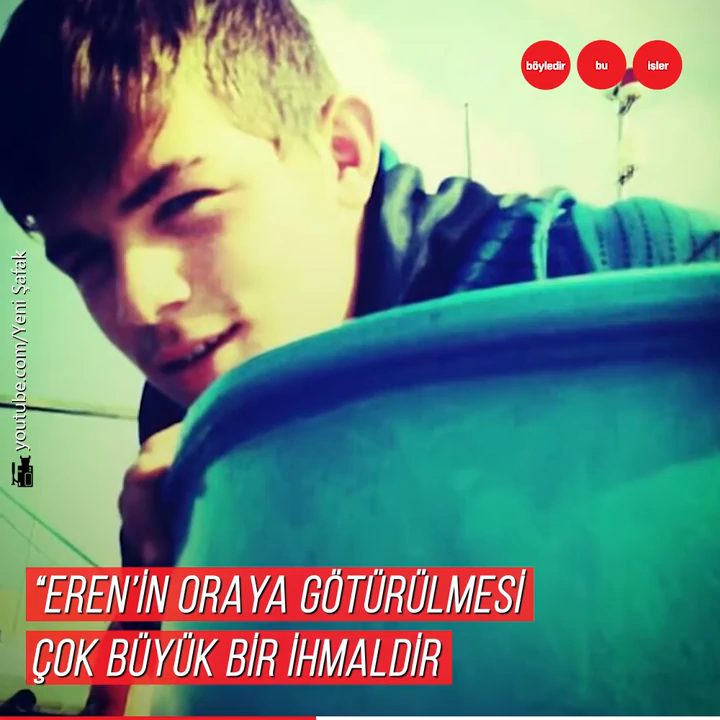 böyledir bu işler
youtube.com/Yeni Şafak
“EREN’İN ORAYA GÖTÜRÜLMESİ
ÇOK BÜYÜK BİR İHMALDİR